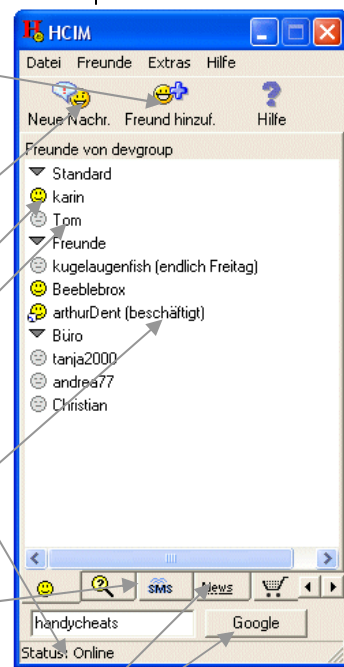 HCIM
Datei Freunde Extras Hilfe
Neue Nachr. Freund hinzuf. Hilfe
Freunde von devgroup
Standard
karin
Tom
Freunde
kugelaugenfish (endlich Freitag)
Beeblebrox
arthurDent (beschäftigt)
Büro
tanja2000
andrea77
Christian
SMS News
handycheats Google
Status: Online